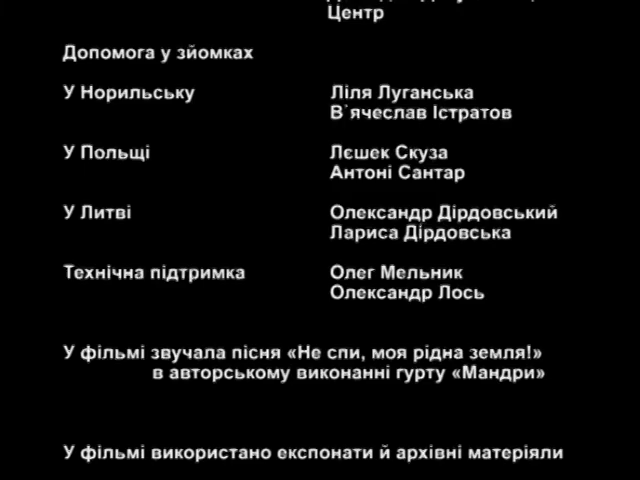 Центр
Допомога у зйомках
У Норильську Ліля Луганська
В'ячеслав Істратов
У Польщі Лєшек Скуза
Антоні Сантар
У Литві Олександр Дірдовський
Лариса Дірдовська
Технічна підтримка Олег Мельник
Олександр Лось
У фільмі звучала пісня «Не спи, моя рідна земля!»
в авторському виконанні гурту «Мандри»
У фільмі використано експонати й архівні матеріяли